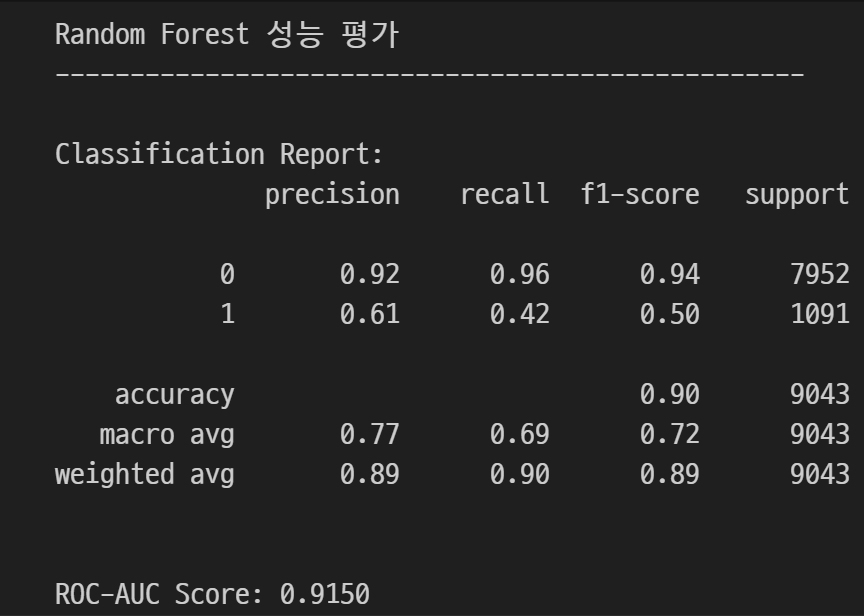 Random Forest 성능 평가
--------------------------------------------------
Classification Report:
precision recall f1-score support
0 0.92 0.96 0.94 7952
1 0.61 0.42 0.50 1091
accuracy 0.90 9043
macro avg 0.77 0.69 0.72 9043
weighted avg 0.89 0.90 0.89 9043
ROC-AUC Score: 0.9150